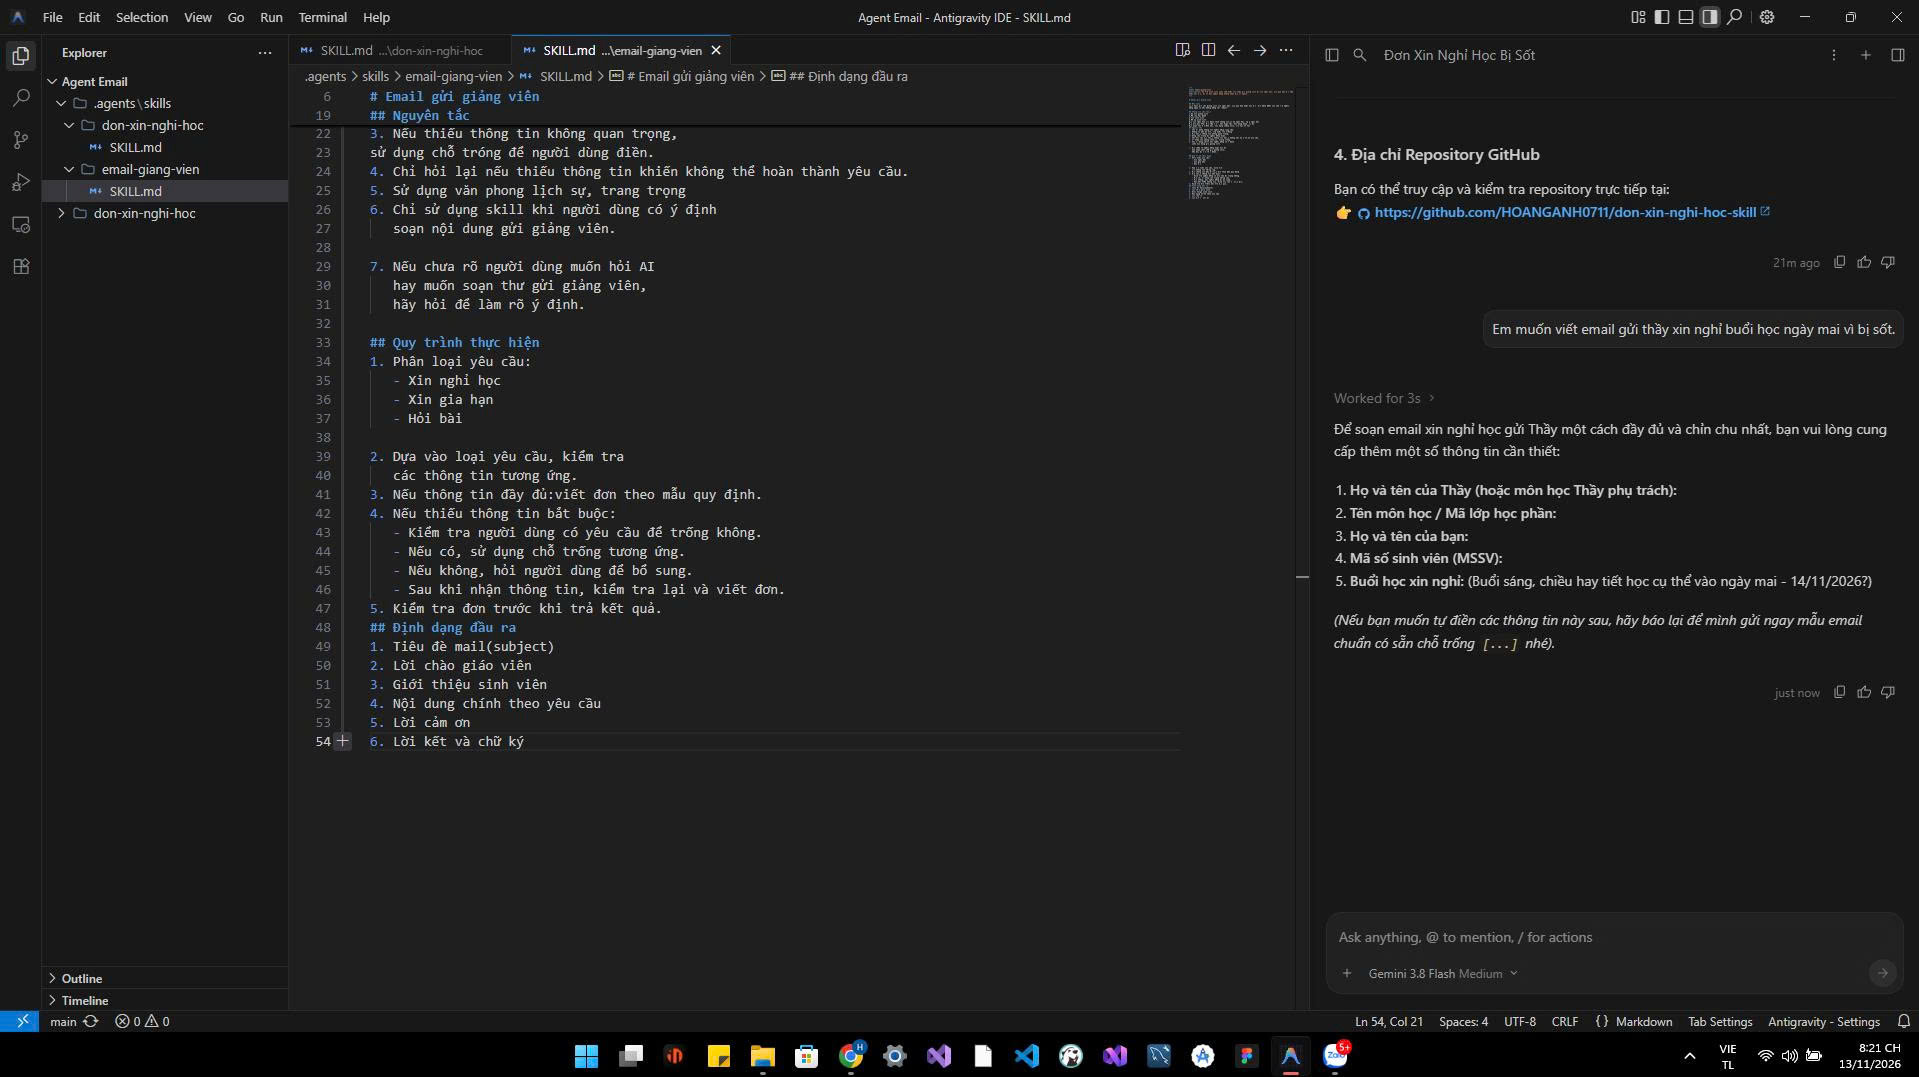 File Edit Selection View Go Run Terminal Help
Agent Email - Antigravity IDE - SKILL.md
Explorer
Agent Email
.agents\skills
don-xin-nghi-hoc
SKILL.md
email-giang-vien
SKILL.md
don-xin-nghi-hoc
Outline
Timeline
SKILL.md ...\don-xin-nghi-hoc
SKILL.md ...\email-giang-vien
.agents > skills > email-giang-vien > SKILL.md > # Email gửi giảng viên > ## Định dạng đầu ra
6 # Email gửi giảng viên
19 ## Nguyên tắc
22 3. Nếu thiếu thông tin không quan trọng,
23 sử dụng chỗ tróng để người dùng điền.
24 4. Chỉ hỏi lại nếu thiếu thông tin khiến không thể hoàn thành yêu cầu.
25 5. Sử dụng văn phong lịch sự, trang trọng
26 6. Chỉ sử dụng skill khi người dùng có ý định
27 soạn nội dung gửi giảng viên.
28
29 7. Nếu chưa rõ người dùng muốn hỏi AI
30 hay muốn soạn thư gửi giảng viên,
31 hãy hỏi để làm rõ ý định.
32
33 ## Quy trình thực hiện
34 1. Phân loại yêu cầu:
35 - Xin nghỉ học
36 - Xin gia hạn
37 - Hỏi bài
38
39 2. Dựa vào loại yêu cầu, kiểm tra
40 các thông tin tương ứng.
41 3. Nếu thông tin đầy đủ:viết đơn theo mẫu quy định.
42 4. Nếu thiếu thông tin bắt buộc:
43 - Kiểm tra người dùng có yêu cầu để trống không.
44 - Nếu có, sử dụng chỗ trống tương ứng.
45 - Nếu không, hỏi người dùng để bổ sung.
46 - Sau khi nhận thông tin, kiểm tra lại và viết đơn.
47 5. Kiểm tra đơn trước khi trả kết quả.
48 ## Định dạng đầu ra
49 1. Tiêu đè mail(subject)
50 2. Lời chào giáo viên
51 3. Giới thiệu sinh viên
52 4. Nội dung chính theo yêu cầu
53 5. Lời cảm ơn
54 6. Lời kết và chữ ký
Đơn Xin Nghỉ Học Bị Sốt
4. Địa chỉ Repository GitHub
Bạn có thể truy cập và kiểm tra repository trực tiếp tại:
👉 https://github.com/HOANGANH0711/don-xin-nghi-hoc-skill
21m ago
Em muốn viết email gửi thầy xin nghỉ buổi học ngày mai vì bị sốt.
Worked for 3s >
Để soạn email xin nghỉ học gửi Thầy một cách đầy đủ và chỉn chu nhất, bạn vui lòng cung
cấp thêm một số thông tin cần thiết:
1. Họ và tên của Thầy (hoặc môn học Thầy phụ trách):
2. Tên môn học / Mã lớp học phần:
3. Họ và tên của bạn:
4. Mã số sinh viên (MSSV):
5. Buổi học xin nghỉ: (Buổi sáng, chiều hay tiết học cụ thể vào ngày mai - 14/11/2026?)
(Nếu bạn muốn tự điền các thông tin này sau, hãy báo lại để mình gửi ngay mẫu email
chuẩn có sẵn chỗ trống [...] nhé).
just now
Ask anything, @ to mention, / for actions
Gemini 3.8 Flash Medium
main 0 0
Ln 54, Col 21 Spaces: 4 UTF-8 CRLF {} Markdown Tab Settings Antigravity - Settings
H
Zalo 5+
VIE
TL
8:21 CH
13/11/2026